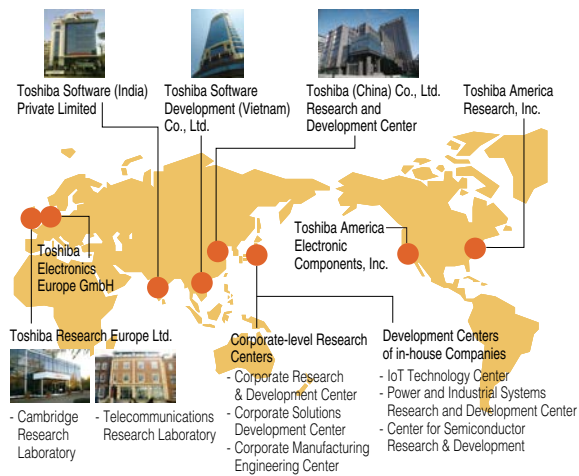 Toshiba Software (India)
Private Limited
Toshiba Software
Development (Vietnam)
Co., Ltd.
Toshiba (China) Co., Ltd.
Research and
Development Center
Toshiba America
Research, Inc.
Toshiba
Electronics
Europe GmbH
Toshiba America
Electronic
Components, Inc.
Toshiba Research Europe Ltd.
- Cambridge
Research
Laboratory
- Telecommunications
Research Laboratory
Corporate-level Research
Centers
- Corporate Research
& Development Center
- Corporate Solutions
Development Center
- Corporate Manufacturing
Engineering Center
Development Centers
of in-house Companies
- IoT Technology Center
- Power and Industrial Systems
Research and Development Center
- Center for Semiconductor
Research & Development